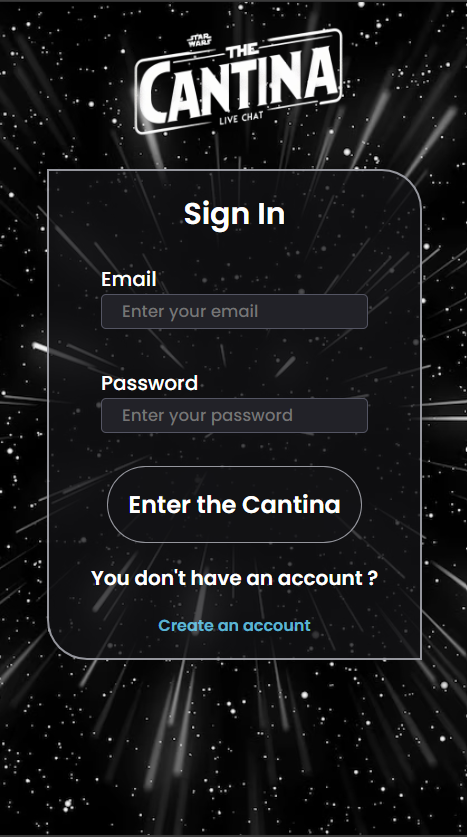 STAR
WARS
THE
CANTINA
LIVE CHAT
Sign In
Email
Enter your email
Password
Enter your password
Enter the Cantina
You don't have an account ?
Create an account